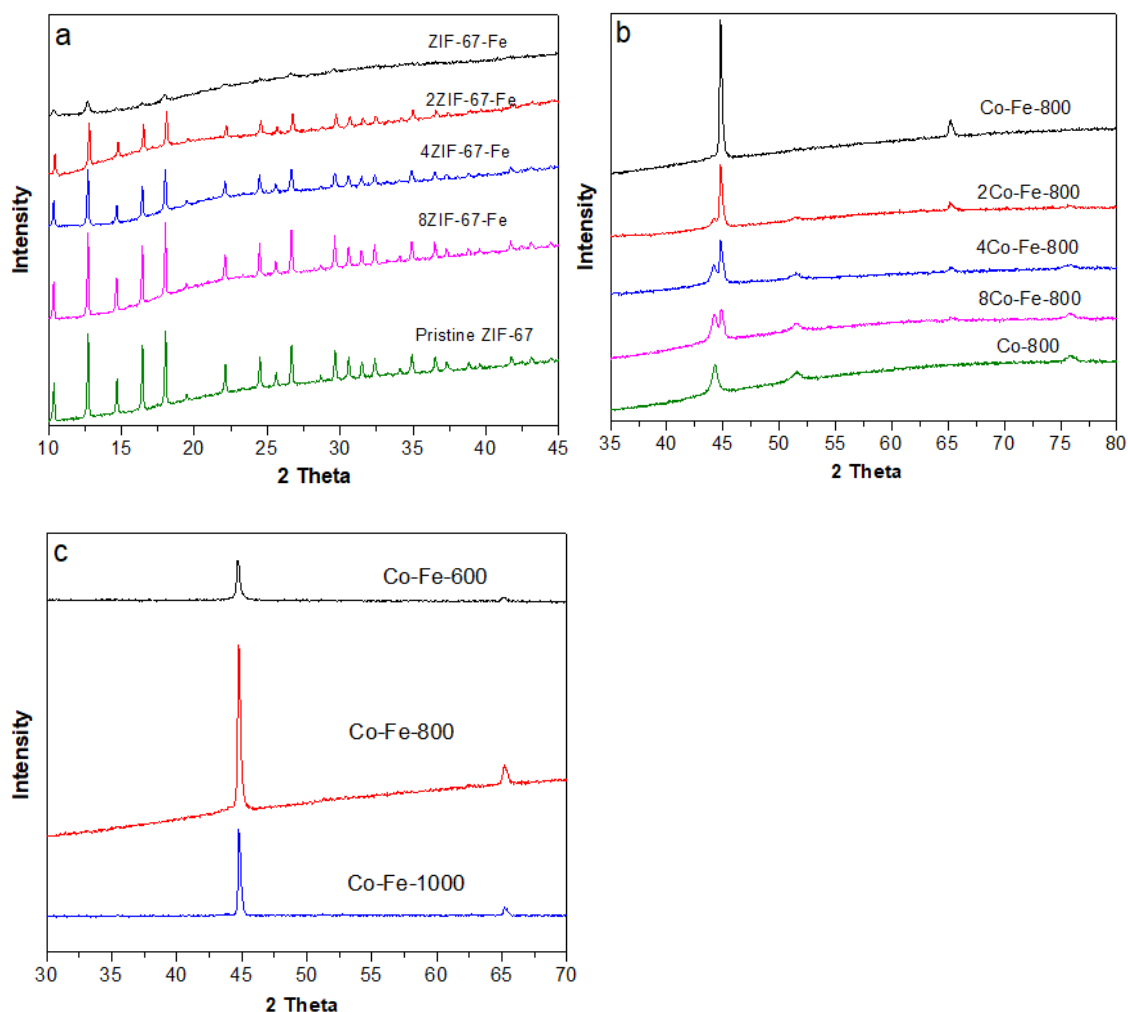 a
ZIF-67-Fe
2ZIF-67-Fe
4ZIF-67-Fe
8ZIF-67-Fe
Pristine ZIF-67
Intensity
10 15 20 25 30 35 40 45
2 Theta
b
Co-Fe-800
2Co-Fe-800
4Co-Fe-800
8Co-Fe-800
Co-800
Intensity
35 40 45 50 55 60 65 70 75 80
2 Theta
c
Co-Fe-600
Co-Fe-800
Co-Fe-1000
Intensity
30 35 40 45 50 55 60 65 70
2 Theta